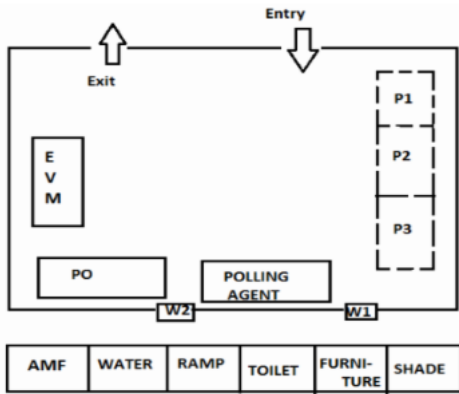 Entry
Exit
P1
E
V
M
P2
P3
PO
POLLING
AGENT
W2
W1
AMF
WATER
RAMP
TOILET
FURNI-
TURE
SHADE